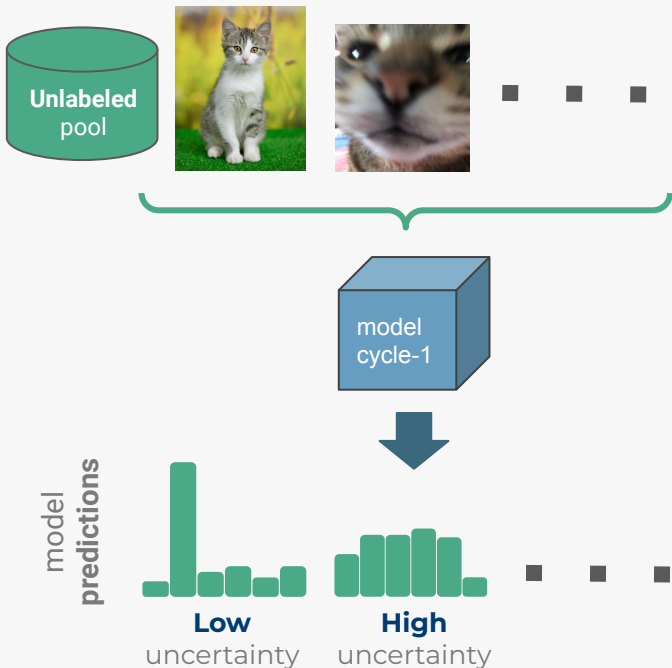 Unlabeled
pool
model
cycle-1
model
predictions
Low
uncertainty
High
uncertainty